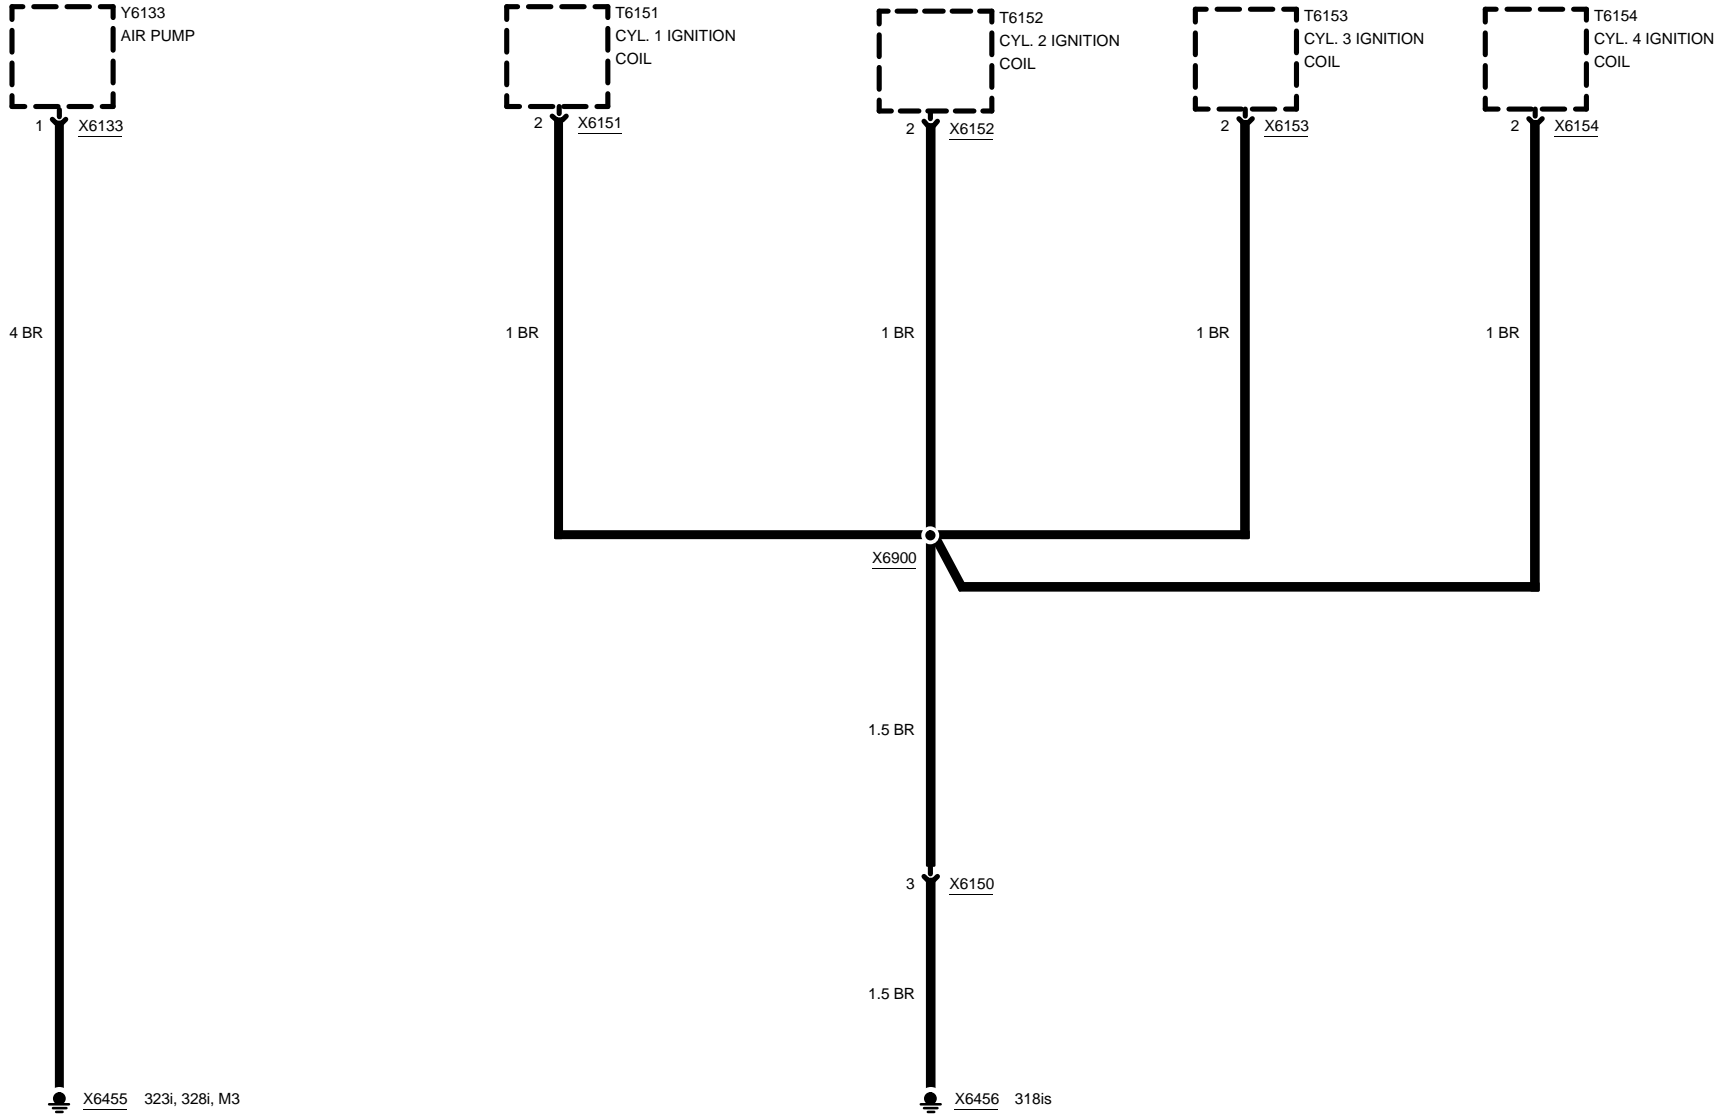 Y6133
AIR PUMP
T6151
CYL. 1 IGNITION
COIL
T6152
CYL. 2 IGNITION
COIL
T6153
CYL. 3 IGNITION
COIL
T6154
CYL. 4 IGNITION
COIL
1 X6133
2 X6151
2 X6152
2 X6153
2 X6154
4 BR
1 BR
1 BR
1 BR
1 BR
X6900
1.5 BR
3 X6150
1.5 BR
X6455 323i, 328i, M3
X6456 318is